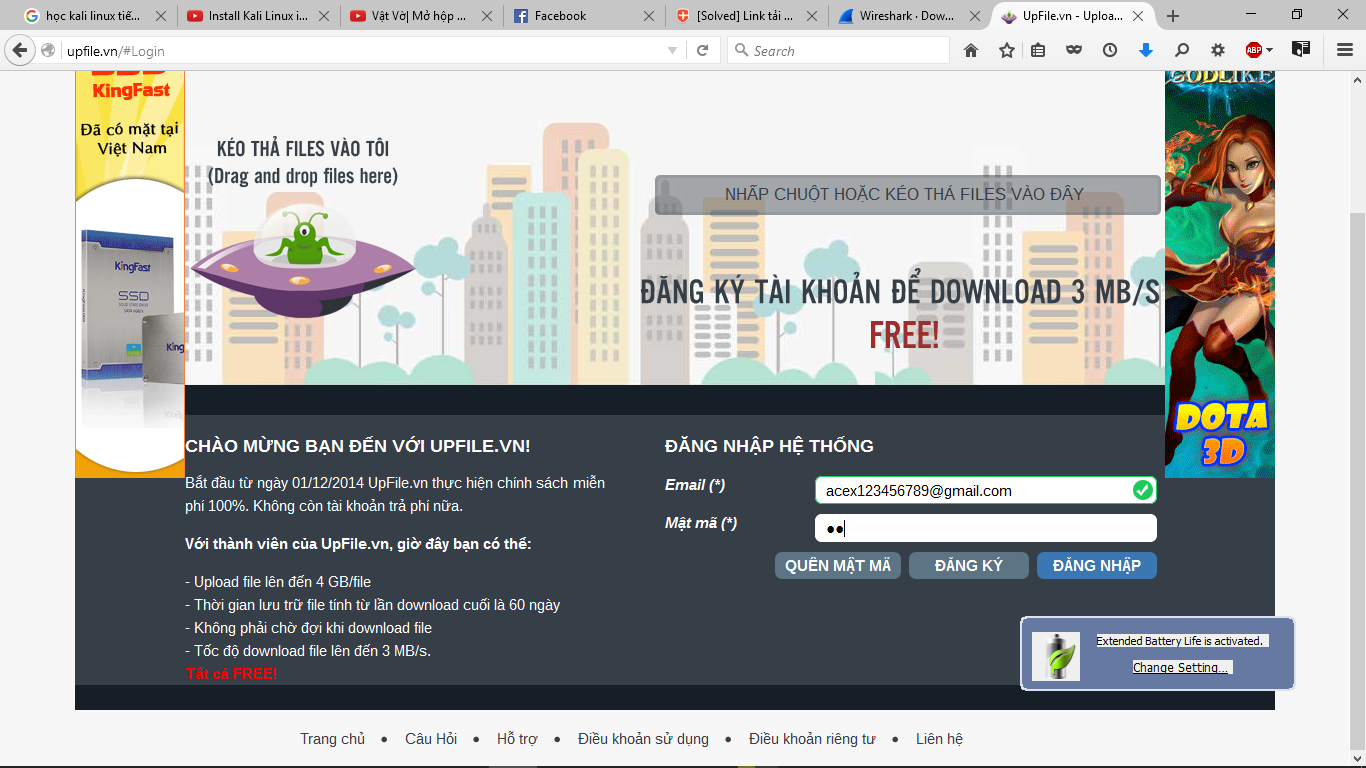 học kali linux tiế...
Install Kali Linux i...
Vật Vờ| Mở hộp ...
Facebook
[Solved] Link tải ...
Wireshark · Dow...
UpFile.vn - Uploa...
upfile.vn/#Login
Search
ABP
KingFast
Đã có mặt tại
Việt Nam
KingFast
SSD
KÉO THẢ FILES VÀO TÔI
(Drag and drop files here)
NHẤP CHUỘT HOẶC KÉO THẢ FILES VÀO ĐÂY
ĐĂNG KÝ TÀI KHOẢN ĐỂ DOWNLOAD 3 MB/S
FREE!
GODLIKE
DOTA
3D
CHÀO MỪNG BẠN ĐẾN VỚI UPFILE.VN!
Bắt đầu từ ngày 01/12/2014 UpFile.vn thực hiện chính sách miễn
phí 100%. Không còn tài khoản trả phí nữa.
Với thành viên của UpFile.vn, giờ đây bạn có thể:
- Upload file lên đến 4 GB/file
- Thời gian lưu trữ file tính từ lần download cuối là 60 ngày
- Không phải chờ đợi khi download file
- Tốc độ download file lên đến 3 MB/s.
Tất cả FREE!
ĐĂNG NHẬP HỆ THỐNG
Email (*)
acex123456789@gmail.com
Mật mã (*)
●●
QUÊN MẬT MÃ
ĐĂNG KÝ
ĐĂNG NHẬP
Extended Battery Life is activated.
Change Setting...
Trang chủ • Câu Hỏi • Hỗ trợ • Điều khoản sử dụng • Điều khoản riêng tư • Liên hệ